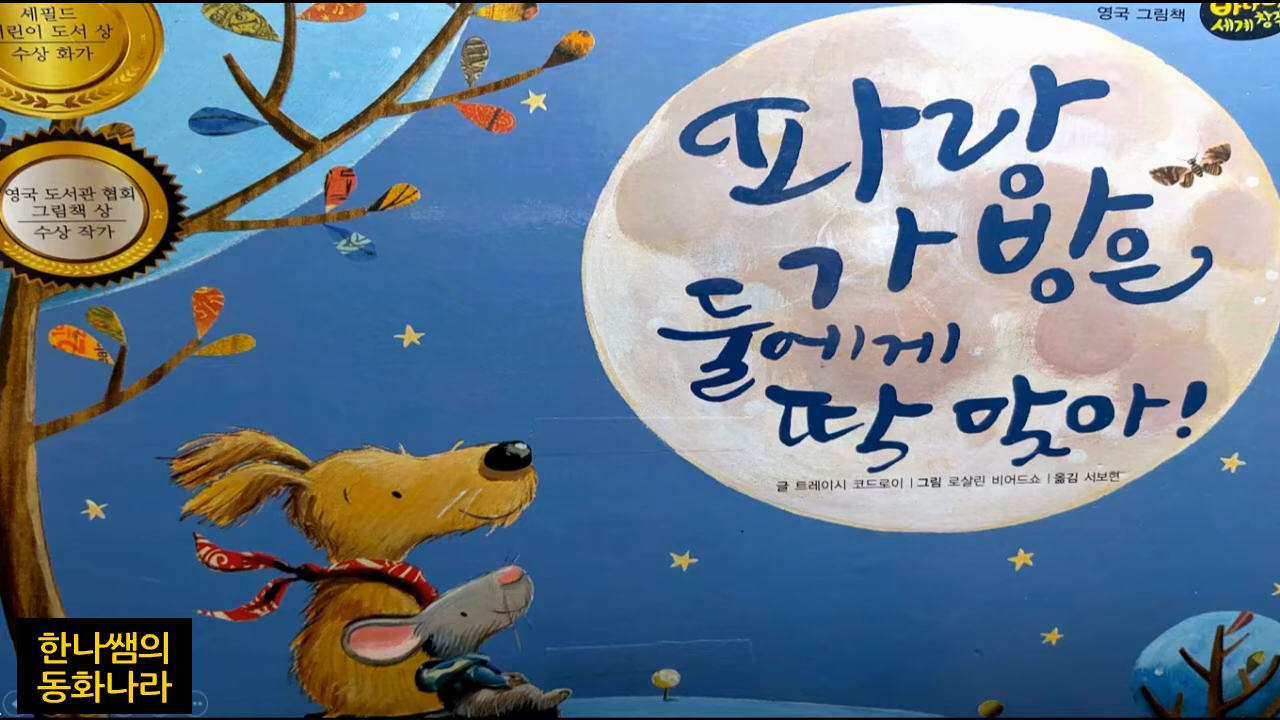 셰필드
어린이 도서 상
수상 화가
영국 도서관 협회
그림책 상
수상 작가
영국 그림책
세계
파랑
가방은
둘에게
딱 맞아!
글 트레이시 코드로이 | 그림 로살린 비어드쇼 | 옮김 서보현
한나쌤의
동화나라